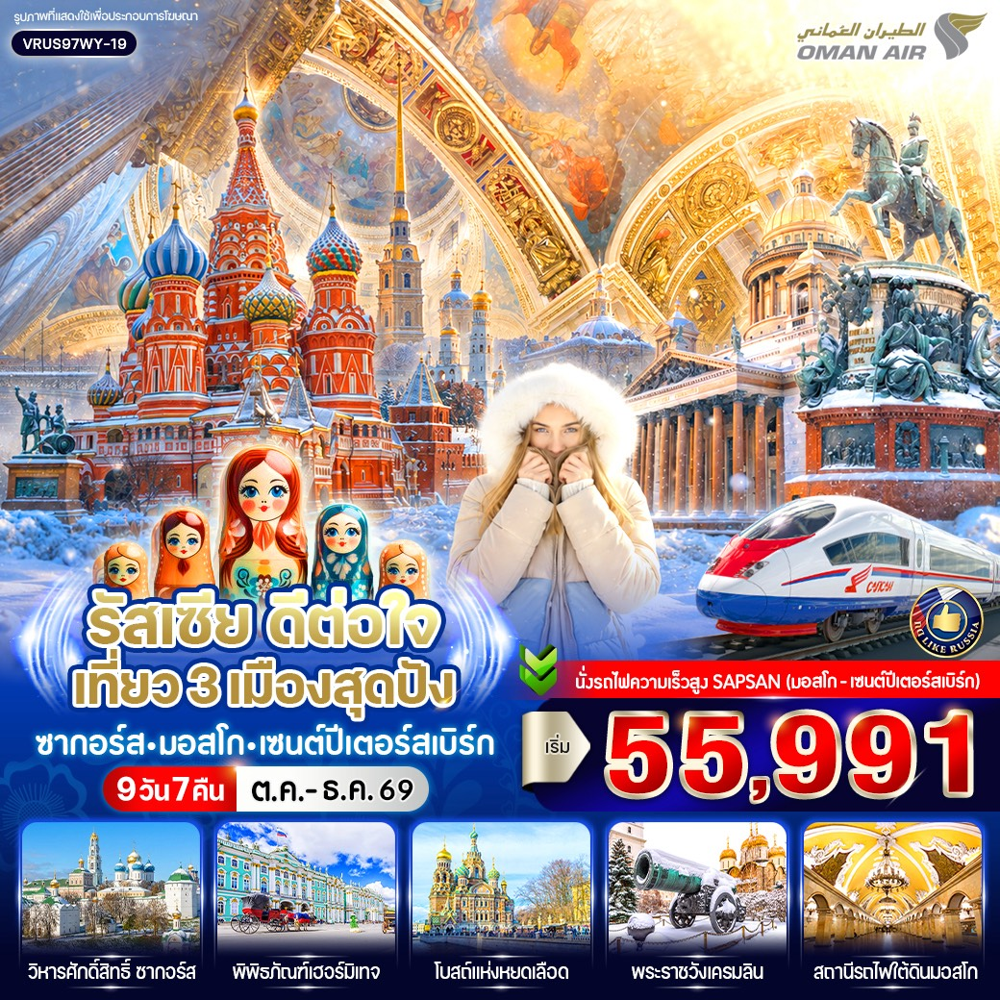 รูปภาพที่แสดงใช้เพื่อประกอบการโฆษณา
VRUS97WY-19
الطيران العماني
OMAN AIR
รัสเซีย ดีต่อใจ
เที่ยว 3 เมืองสุดปัง
ซากอร์ส•มอสโก•เซนต์ปีเตอร์สเบิร์ก
9วัน7คืน ต.ค.- ธ.ค. 69
กด LIKE RUSSIA
นั่งรถไฟความเร็วสูง SAPSAN (มอสโก - เซนต์ปีเตอร์สเบิร์ก)
เริ่ม 55,991
วิหารศักดิ์สิทธิ์ ซากอร์ส
พิพิธภัณฑ์เฮอร์มิเทจ
โบสถ์แห่งหยดเลือด
พระราชวังเครมลิน
สถานีรถไฟใต้ดินมอสโก